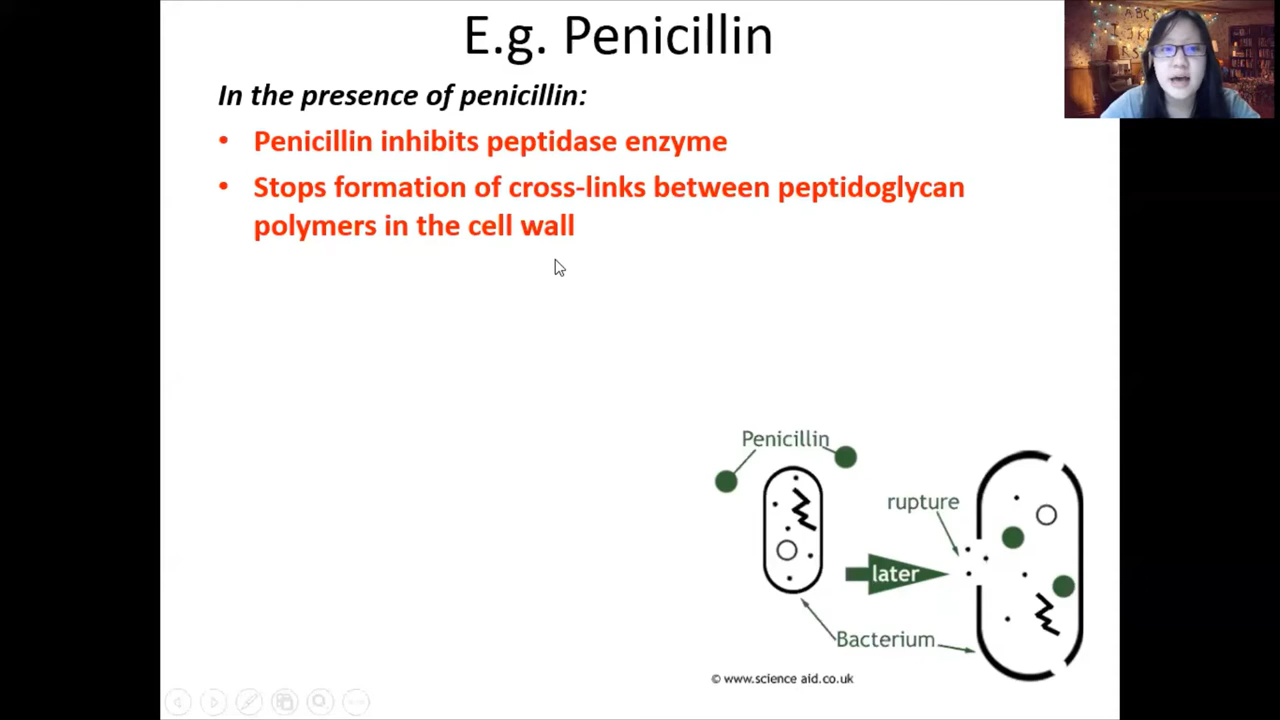 E.g. Penicillin
In the presence of penicillin:
• Penicillin inhibits peptidase enzyme
• Stops formation of cross-links between peptidoglycan
polymers in the cell wall
Penicillin
rupture
later
Bacterium
© www.science aid.co.uk